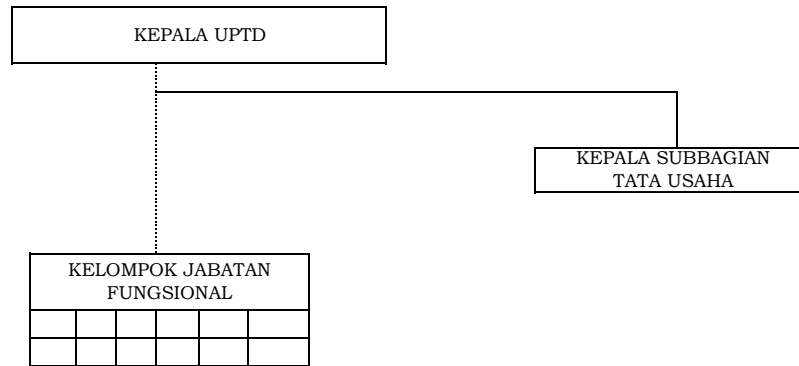 KEPALA UPTD
KEPALA SUBBAGIAN
TATA USAHA
KELOMPOK JABATAN
FUNGSIONAL